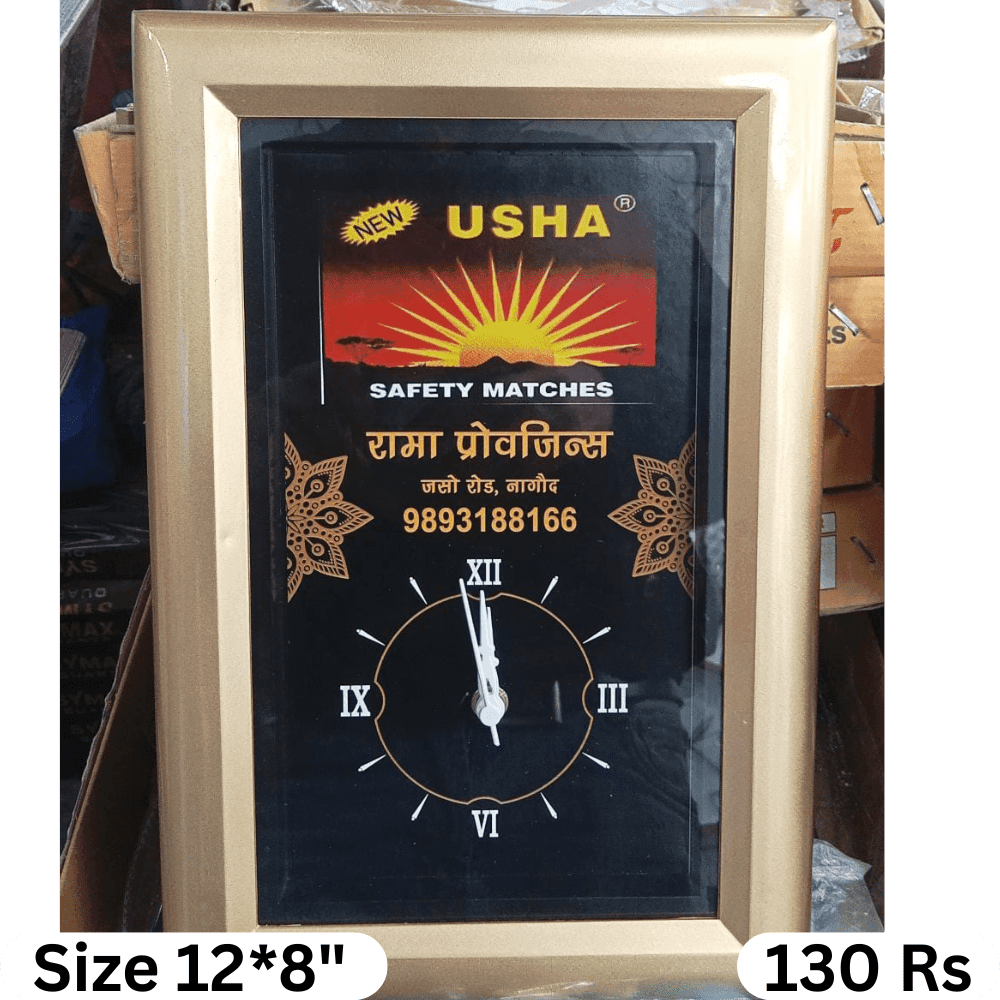 NEW USHA ®
SAFETY MATCHES
रामा प्रोवजिन्स
जसो रोड, नागौद
9893188166
XII
IX III
VI
Size 12*8" 130 Rs